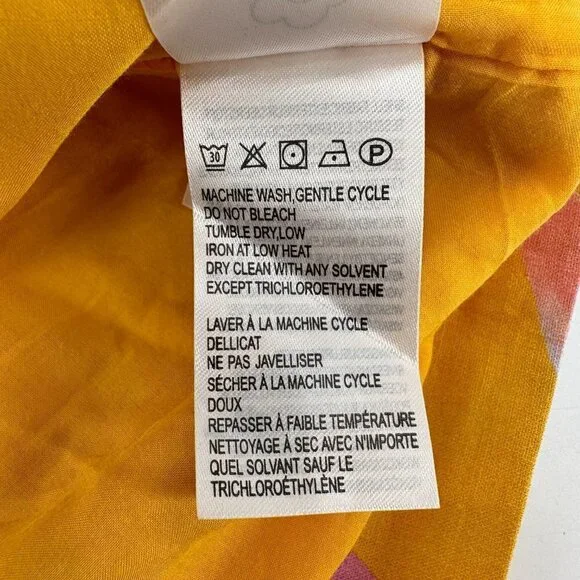 30 P
MACHINE WASH,GENTLE CYCLE
DO NOT BLEACH
TUMBLE DRY,LOW
IRON AT LOW HEAT
DRY CLEAN WITH ANY SOLVENT
EXCEPT TRICHLOROETHYLENE
LAVER À LA MACHINE CYCLE
DELLICAT
NE PAS JAVELLISER
SÉCHER À LA MACHINE CYCLE
DOUX
REPASSER À FAIBLE TEMPÉRATURE
NETTOYAGE À SEC AVEC N'IMPORTE
QUEL SOLVANT SAUF LE
TRICHLOROÉTHYLÈNE